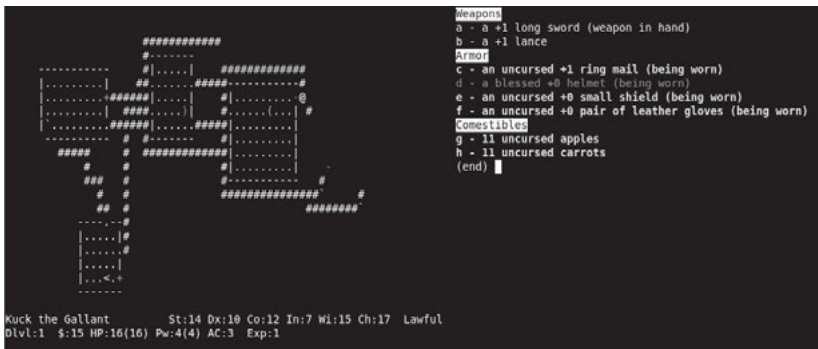 Weapons
a - a +1 long sword (weapon in hand)
b - a +1 lance
Armor
c - an uncursed +1 ring mail (being worn)
d - a blessed +0 helmet (being worn)
e - an uncursed +0 small shield (being worn)
f - an uncursed +0 pair of leather gloves (being worn)
Comestibles
g - 11 uncursed apples
h - 11 uncursed carrots
(end)
Kuck the Gallant St:14 Dx:10 Co:12 In:7 Wi:15 Ch:17 Lawful
Dlvl:1 $:15 HP:16(16) Pw:4(4) AC:3 Exp:1